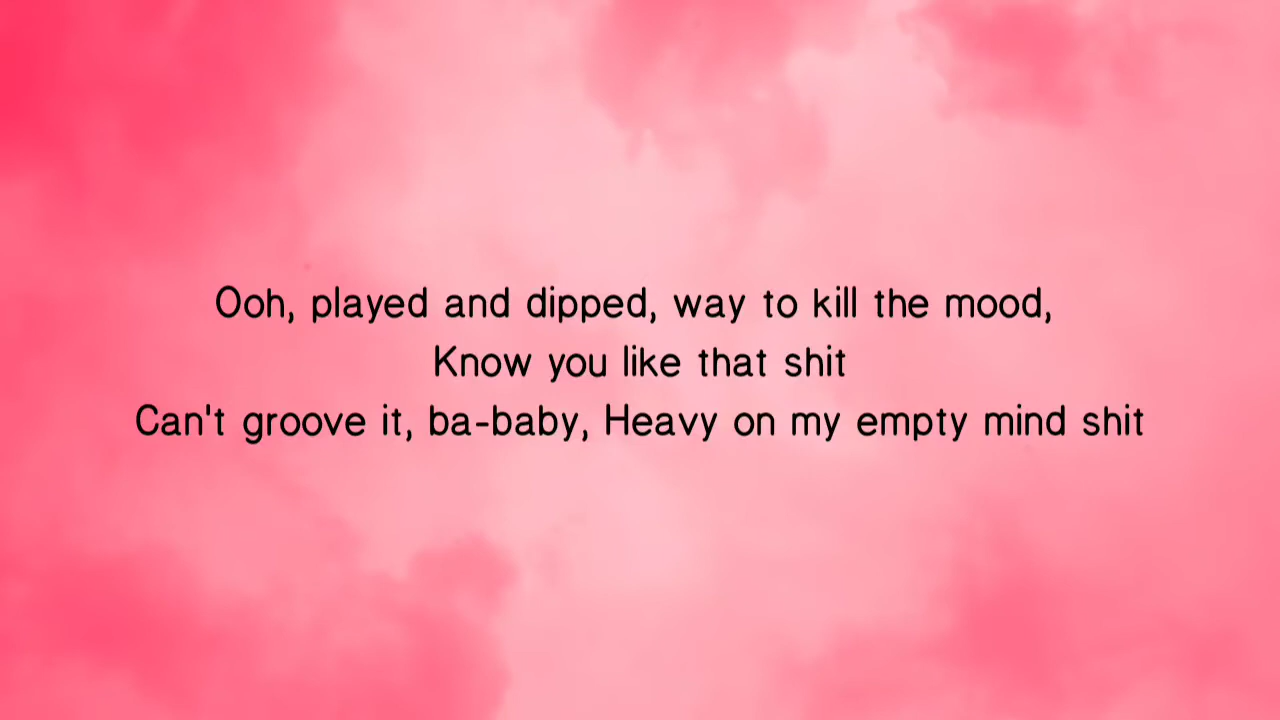 Ooh, played and dipped, way to kill the mood,
Know you like that shit
Can't groove it, ba-baby, Heavy on my empty mind shit